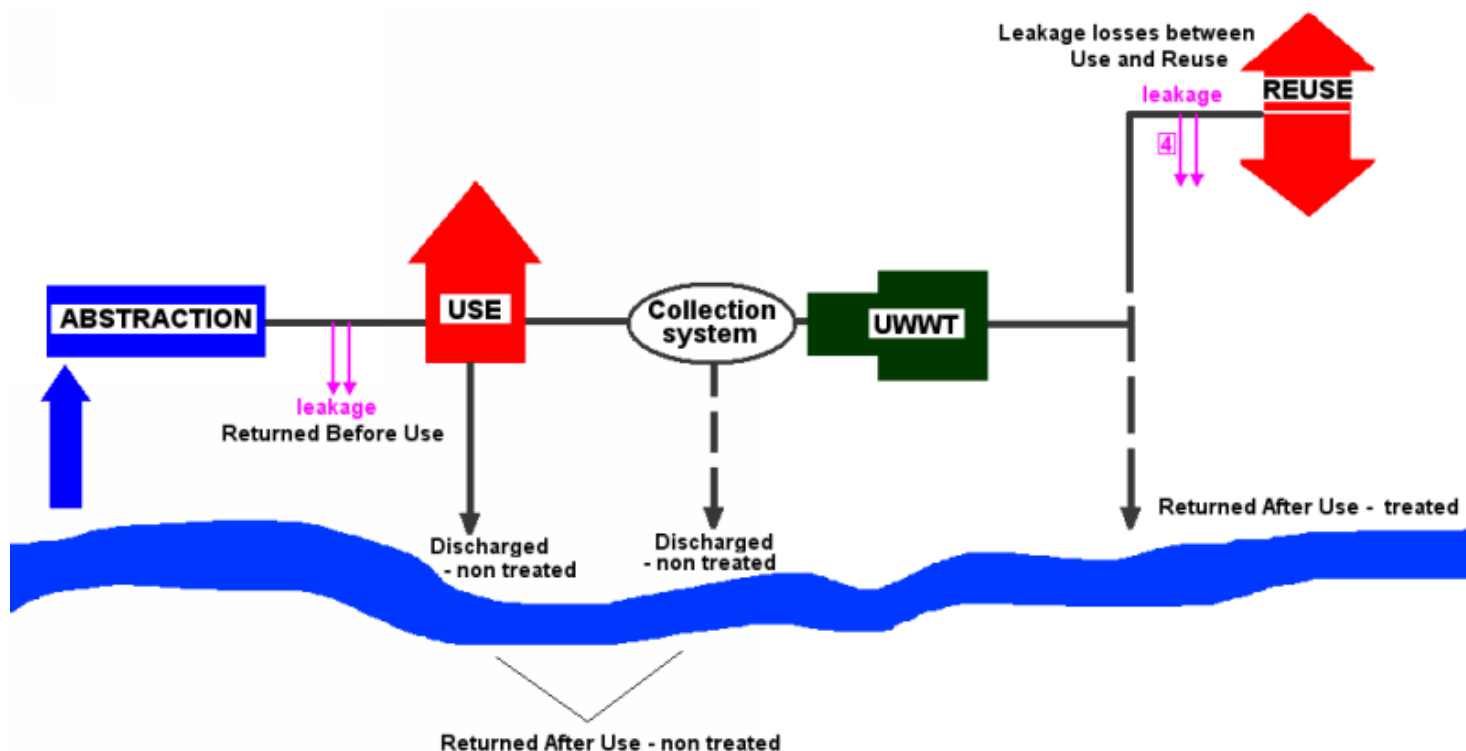 Leakage losses between
Use and Reuse
leakage
REUSE
4
ABSTRACTION
USE
Collection
system
UWWT
leakage
Returned Before Use
Discharged
- non treated
Discharged
- non treated
Returned After Use - treated
Returned After Use - non treated